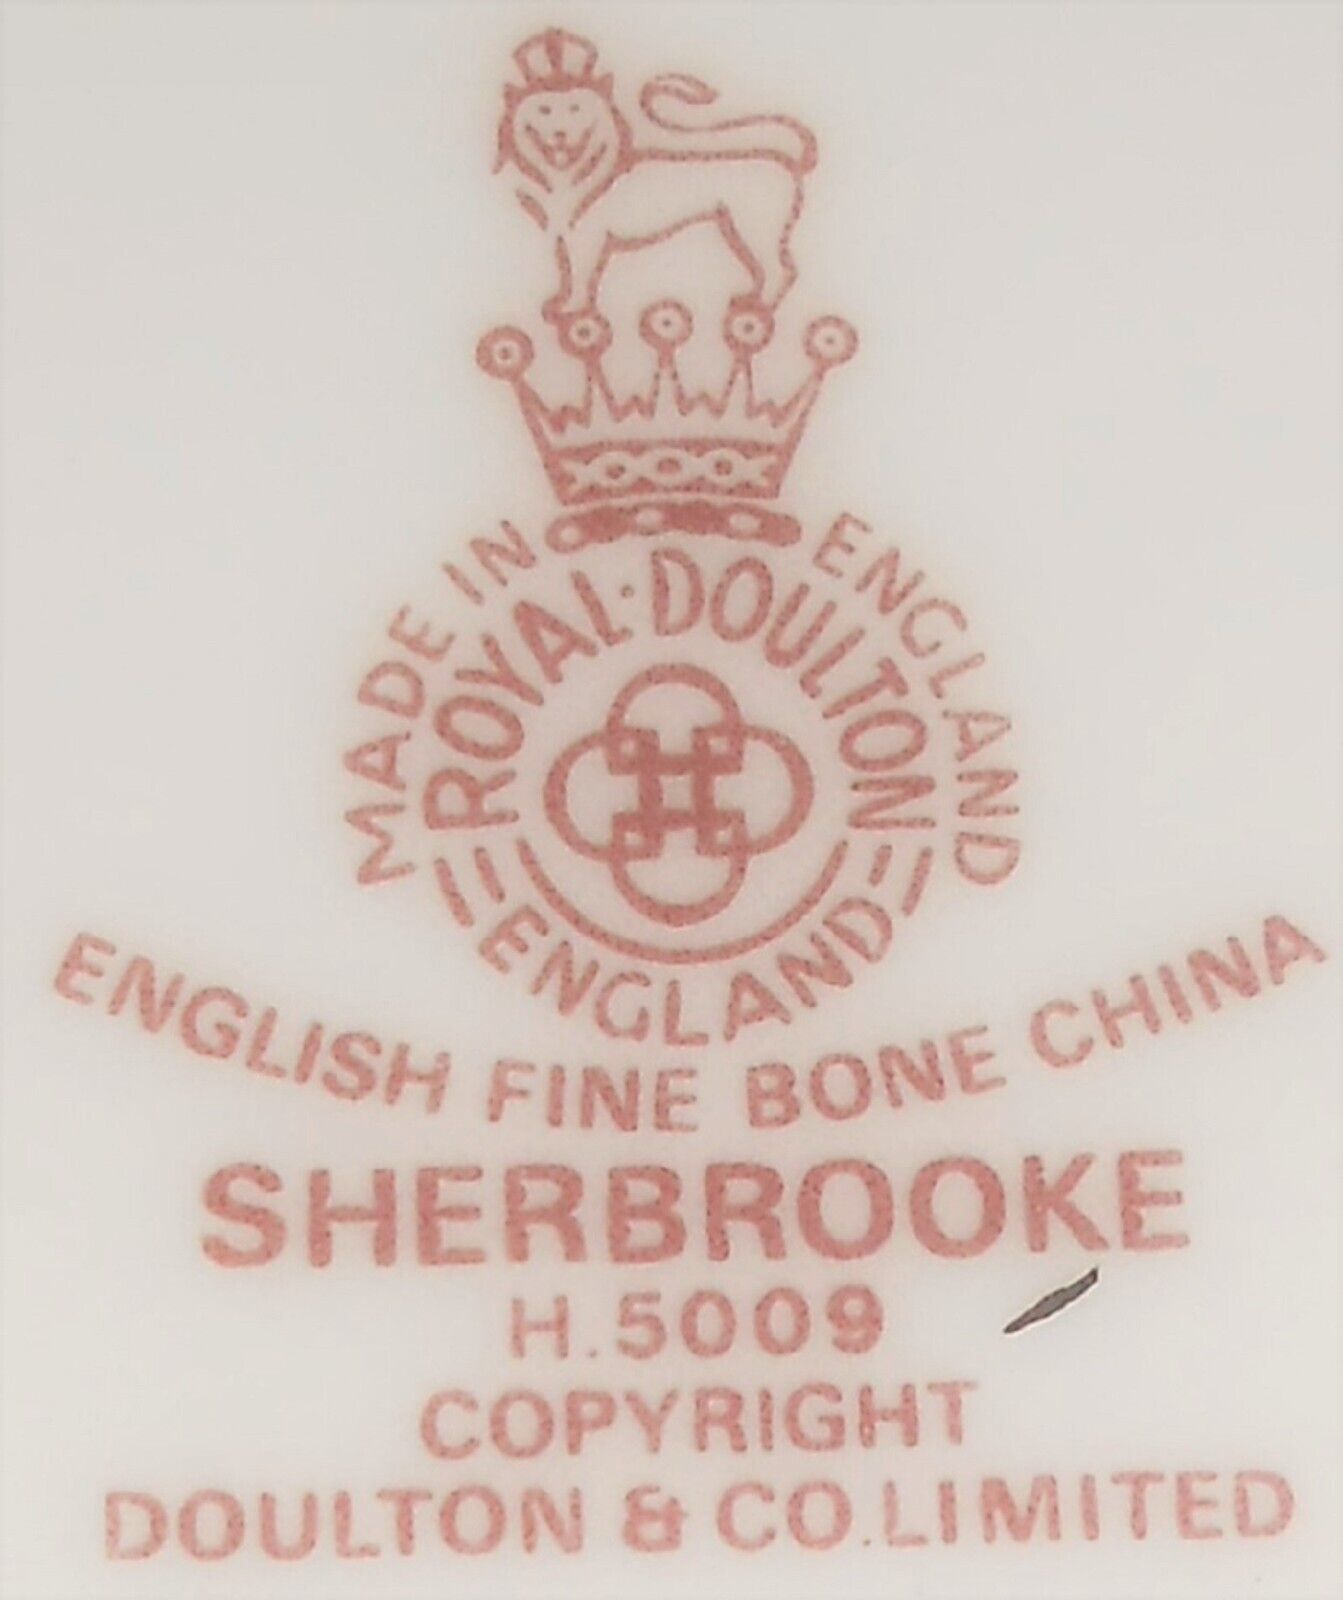 MADE IN ENGLAND
ROYAL·DOULTON
ENGLAND
ENGLISH FINE BONE CHINA
SHERBROOKE
H.5009
COPYRIGHT
DOULTON & CO.LIMITED